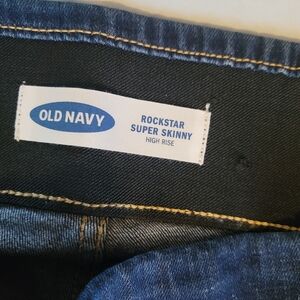 OLD NAVY
ROCKSTAR
SUPER SKINNY
HIGH RISE